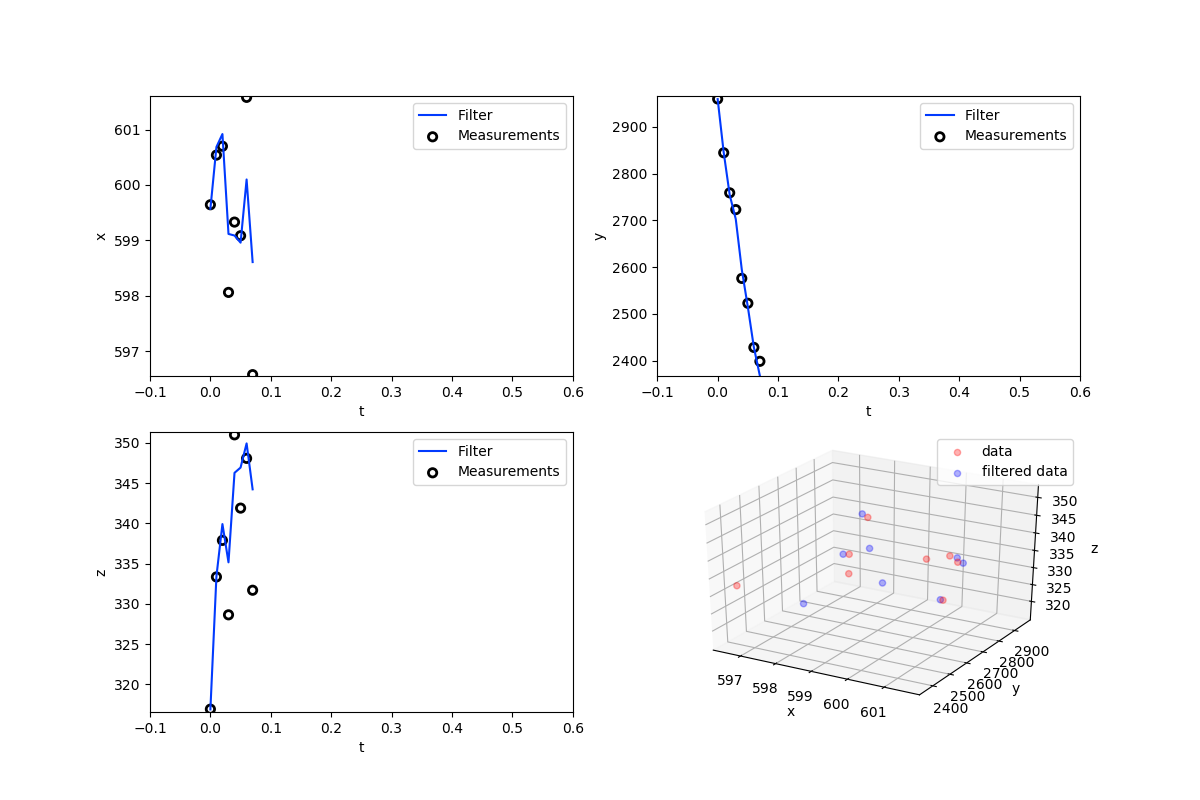 601
600
599
598
597
x
−0.1 0.0 0.1 0.2 0.3 0.4 0.5 0.6
t
Filter
Measurements
2900
2800
2700
2600
2500
2400
y
−0.1 0.0 0.1 0.2 0.3 0.4 0.5 0.6
t
Filter
Measurements
350
345
340
335
330
325
320
z
−0.1 0.0 0.1 0.2 0.3 0.4 0.5 0.6
t
Filter
Measurements
data
filtered data
350
345
340
335
330
325
320
z
2900
2800
2700
2600
2500
2400
y
597 598 599 600 601
x